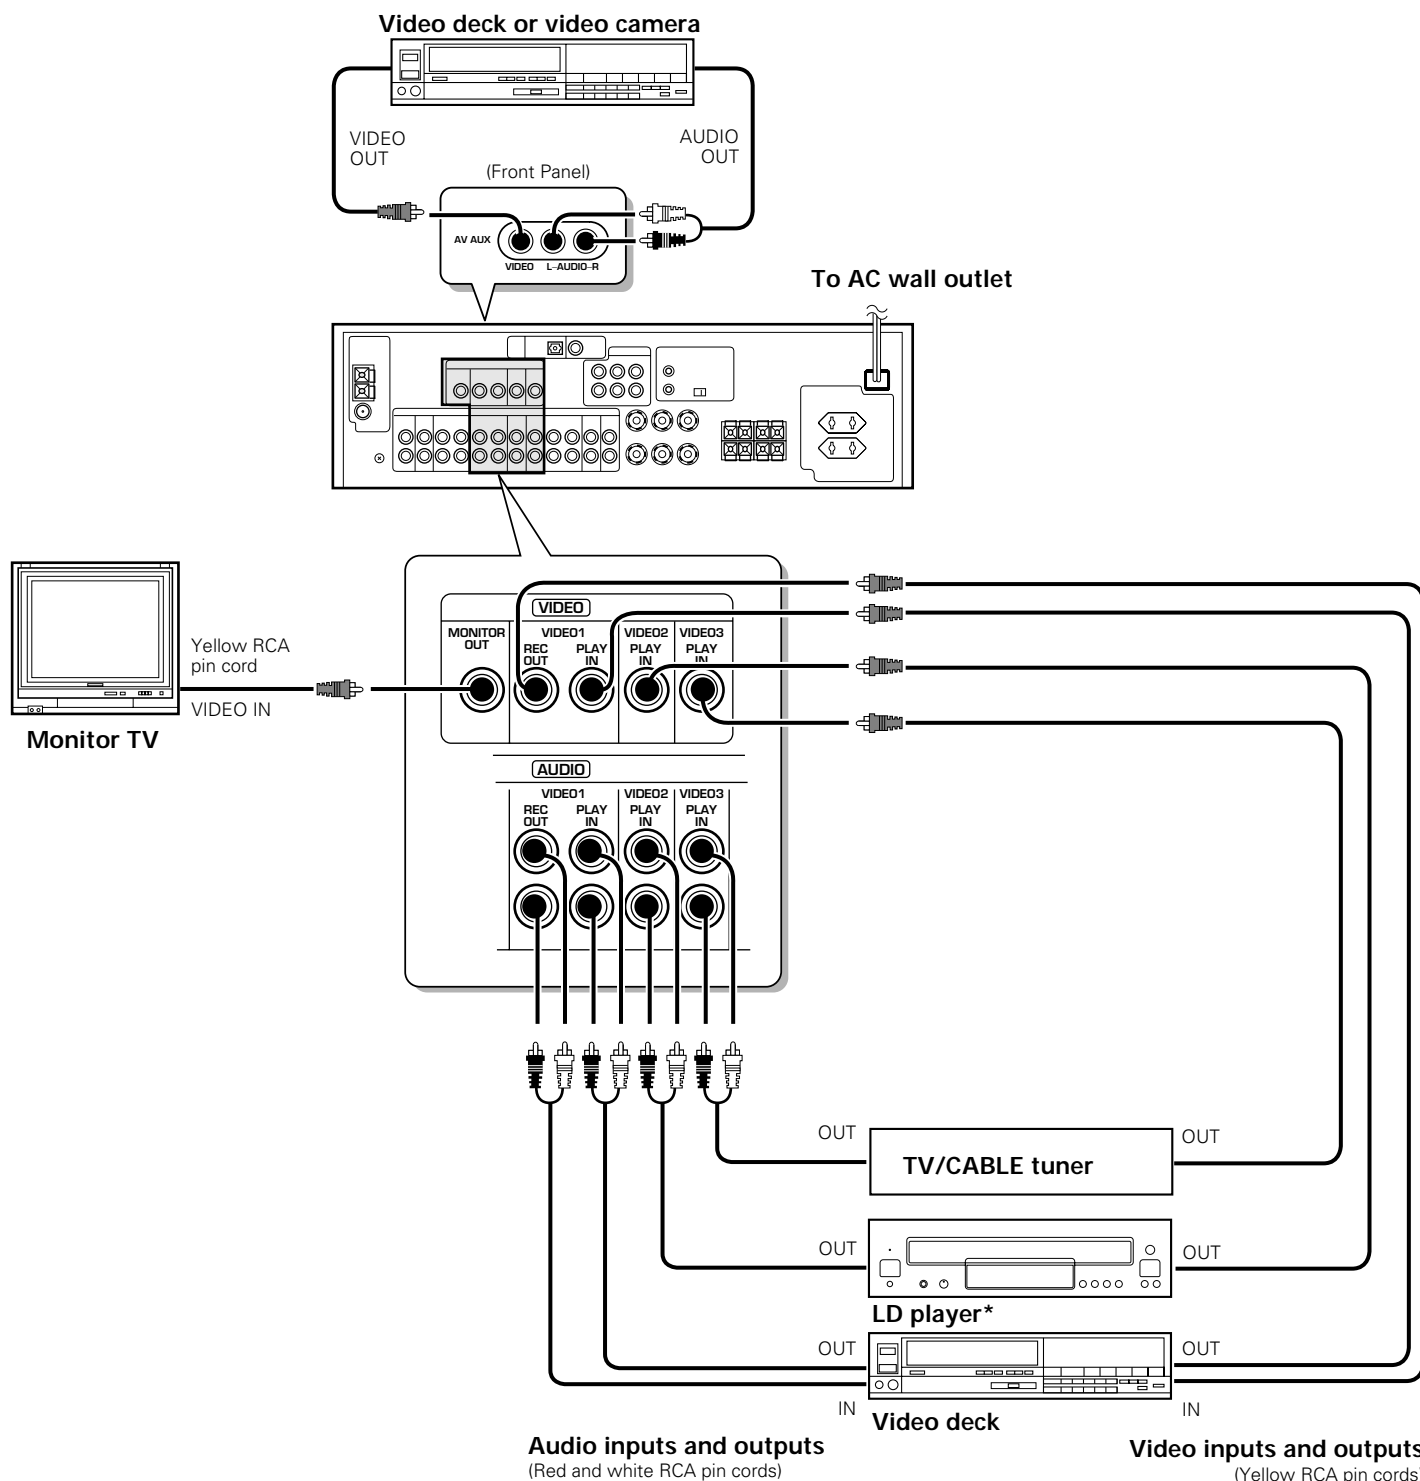 Video deck or video camera
VIDEO
OUT
AUDIO
OUT
(Front Panel)
AV AUX
VIDEO L-AUDIO-R
To AC wall outlet
VIDEO
MONITOR
OUT
VIDEO1
VIDEO2
VIDEO3
REC
OUT
PLAY
IN
PLAY
IN
PLAY
IN
Yellow RCA
pin cord
VIDEO IN
Monitor TV
AUDIO
VIDEO1
VIDEO2
VIDEO3
REC
OUT
PLAY
IN
PLAY
IN
PLAY
IN
OUT
TV/CABLE tuner
OUT
OUT
OUT
LD player*
OUT
OUT
IN
Video deck
IN
Audio inputs and outputs
(Red and white RCA pin cords)
Video inputs and outputs
(Yellow RCA pin cords)